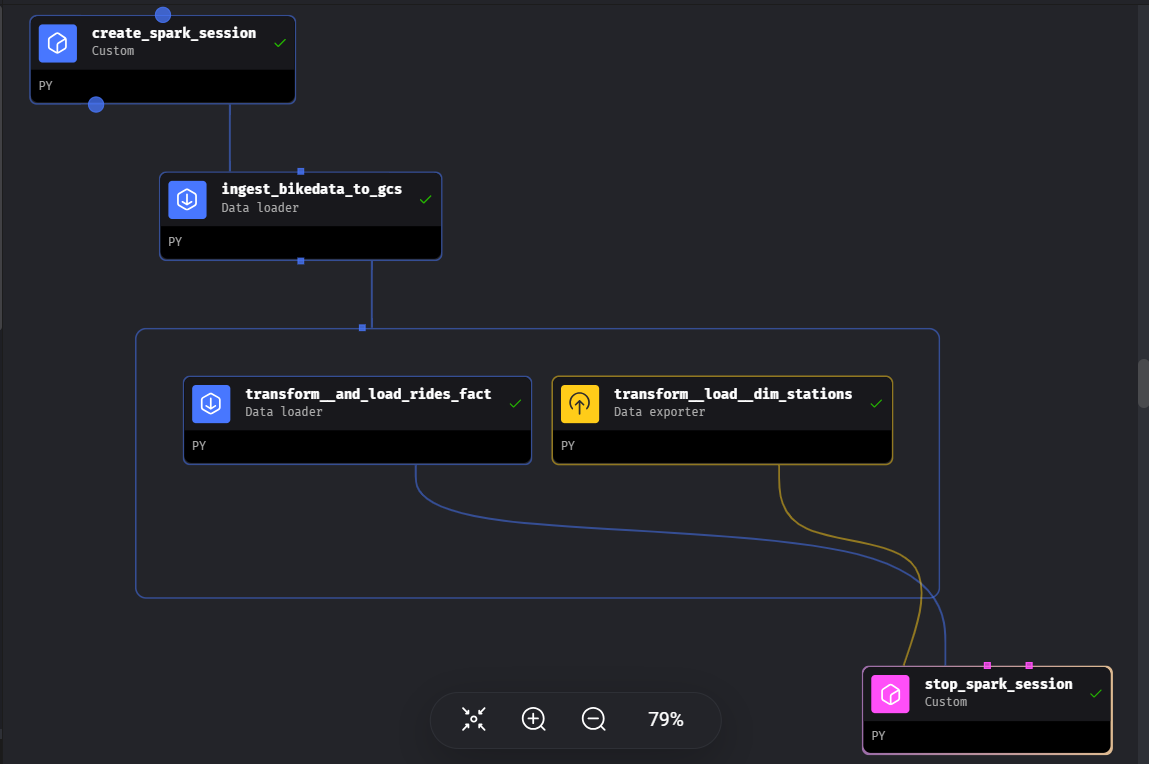 create_spark_session
Custom
PY
ingest_bikedata_to_gcs
Data loader
PY
transform__and_load_rides_fact
Data loader
PY
transform__load__dim_stations
Data exporter
PY
stop_spark_session
Custom
PY
79%